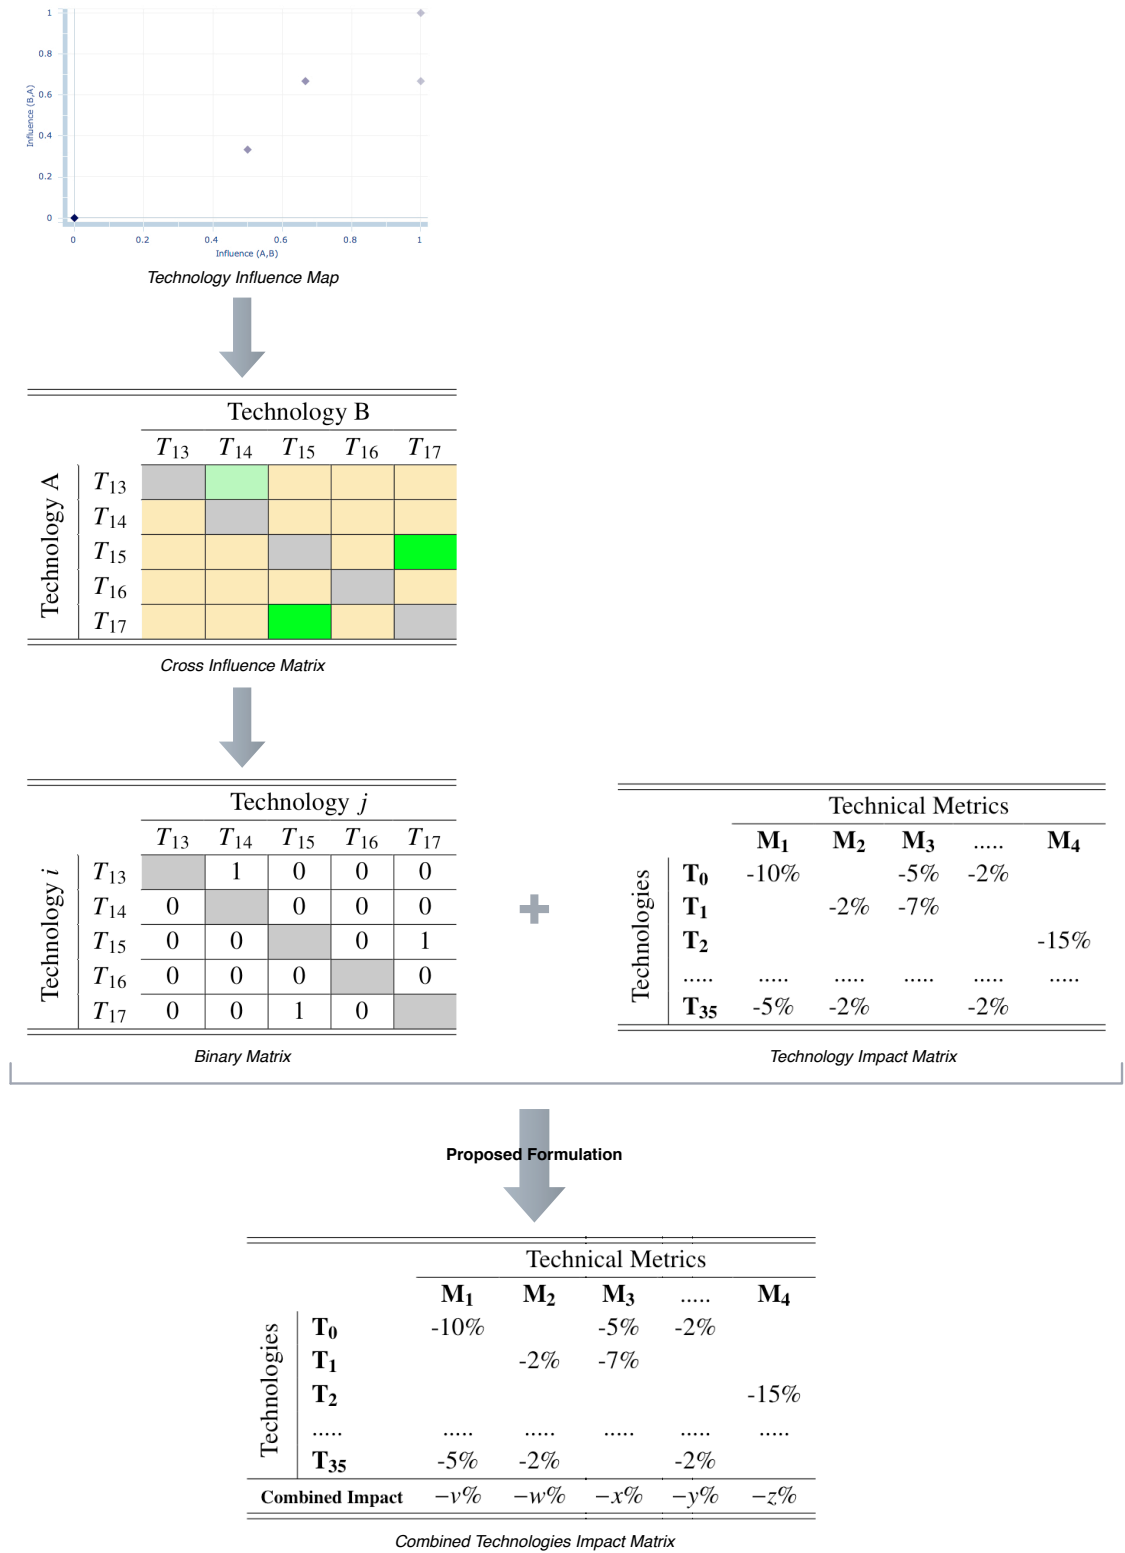 1
0.8
0.6
0.4
0.2
0
Influence (B,A)
0 0.2 0.4 0.6 0.8 1
Influence (A,B)
Technology Influence Map
Technology B
T13 T14 T15 T16 T17
Technology A
T13
T14
T15
T16
T17
Cross Influence Matrix
Technology j
T13 T14 T15 T16 T17
Technology i
T13 1 0 0 0
T14 0 0 0 0
T15 0 0 0 1
T16 0 0 0 0
T17 0 0 1 0
Binary Matrix
Technical Metrics
M1 M2 M3 ..... M4
Technologies
T0 -10% -5% -2%
T1 -2% -7%
T2 -15%
..... ..... ..... ..... ..... .....
T35 -5% -2% -2%
Technology Impact Matrix
Proposed Formulation
Technical Metrics
M1 M2 M3 ..... M4
Technologies
T0 -10% -5% -2%
T1 -2% -7%
T2 -15%
..... ..... ..... ..... ..... .....
T35 -5% -2% -2%
Combined Impact −v% −w% −x% −y% −z%
Combined Technologies Impact Matrix